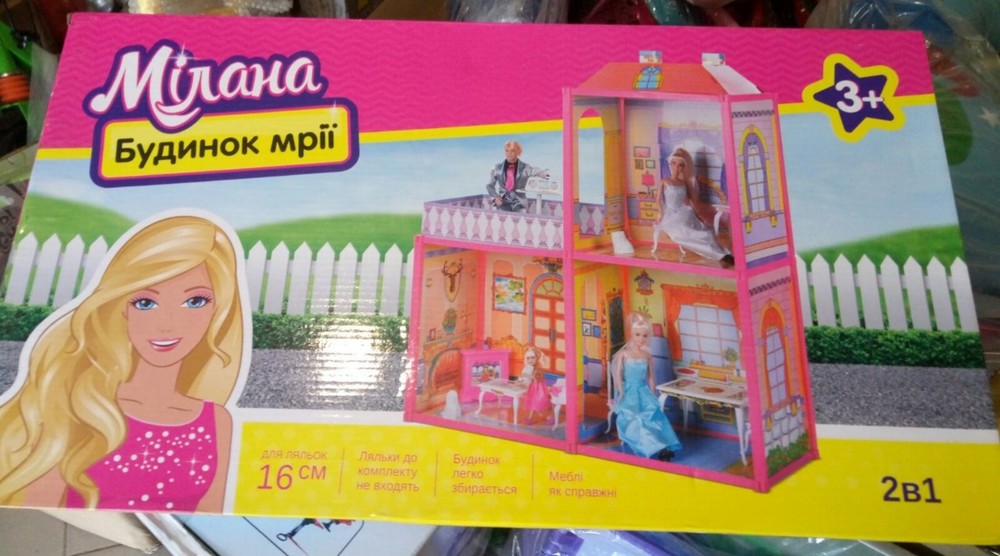 Мілана
Будинок мрії
3+
для ляльок
16 см
Ляльки до
комплекту
не входять
Будинок
легко
збирається
Меблі
як справжні
2в1